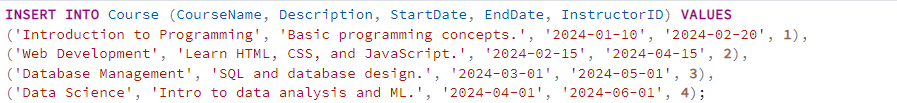 INSERT INTO Course (CourseName, Description, StartDate, EndDate, InstructorID) VALUES
('Introduction to Programming', 'Basic programming concepts.', '2024-01-10', '2024-02-20', 1),
('Web Development', 'Learn HTML, CSS, and JavaScript.', '2024-02-15', '2024-04-15', 2),
('Database Management', 'SQL and database design.', '2024-03-01', '2024-05-01', 3),
('Data Science', 'Intro to data analysis and ML.', '2024-04-01', '2024-06-01', 4);